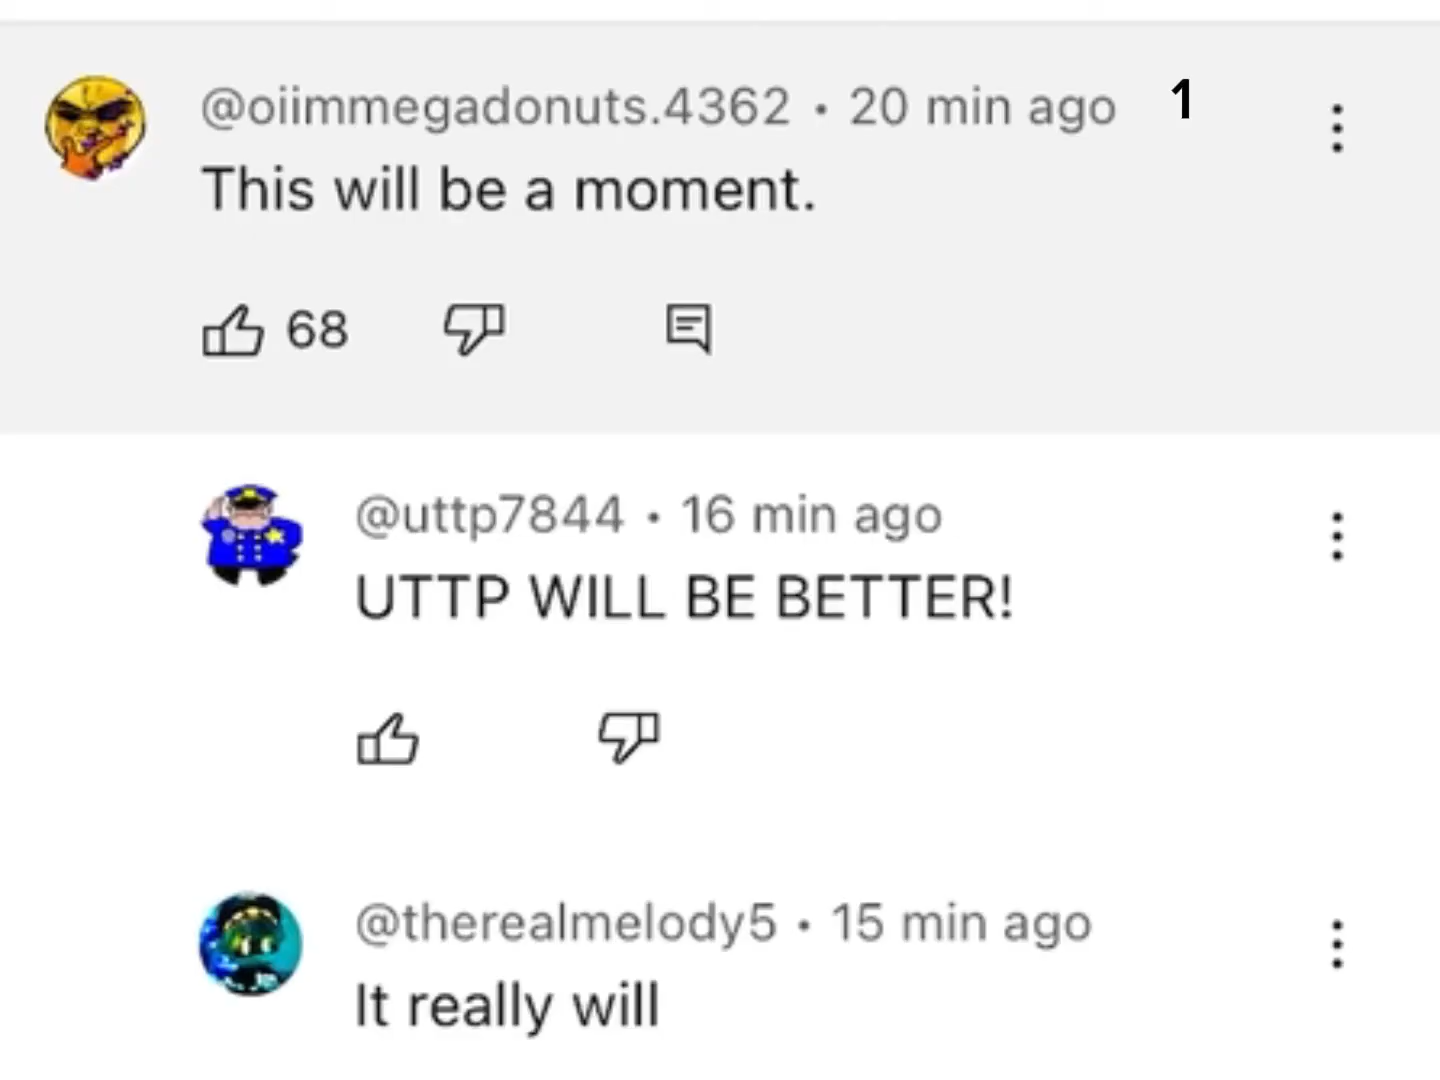 @oiimmegadonuts.4362 · 20 min ago 1
This will be a moment.
68
@uttp7844 · 16 min ago
UTTP WILL BE BETTER!
@therealmelody5 · 15 min ago
It really will